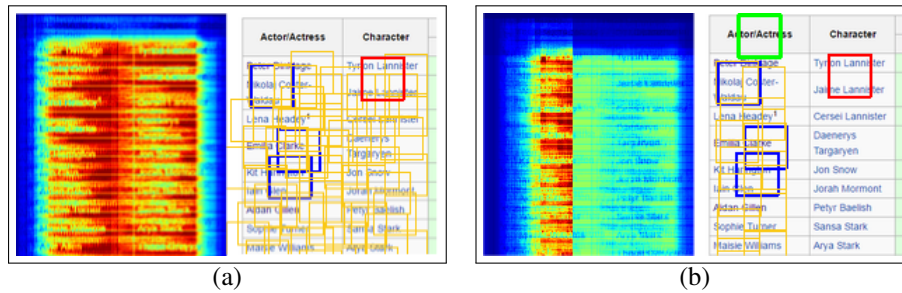 Actor/Actress Character
Peter Dinklage Tyrion Lannister
Nikolaj Coster- Jaime Lannister
Waldau
Lena Headey¹ Cersei Lannister
Emilia Clarke Daenerys
Targaryen
Kit Harington Jon Snow
Iain Glen Jorah Mormont
Aidan Gillen Petyr Baelish
Sophie Turner Sansa Stark
Maisie Williams Arya Stark
(a)
Actor/Actress Character
Peter Dinklage Tyrion Lannister
Nikolaj Coster- Jaime Lannister
Waldau
Lena Headey¹ Cersei Lannister
Emilia Clarke Daenerys
Targaryen
Kit Harington Jon Snow
Iain Glen Jorah Mormont
Aidan Gillen Petyr Baelish
Sophie Turner Sansa Stark
Maisie Williams Arya Stark
(b)